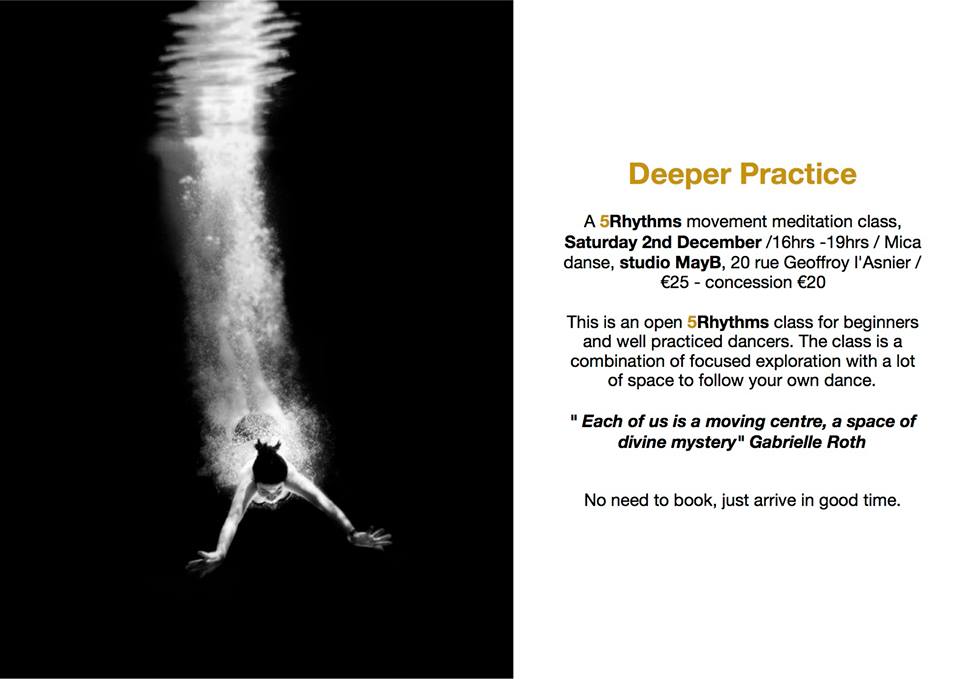 Deeper Practice
A 5Rhythms movement meditation class,
Saturday 2nd December /16hrs -19hrs / Mica
danse, studio MayB, 20 rue Geoffroy l'Asnier /
€25 - concession €20
This is an open 5Rhythms class for beginners
and well practiced dancers. The class is a
combination of focused exploration with a lot
of space to follow your own dance.
" Each of us is a moving centre, a space of
divine mystery" Gabrielle Roth
No need to book, just arrive in good time.